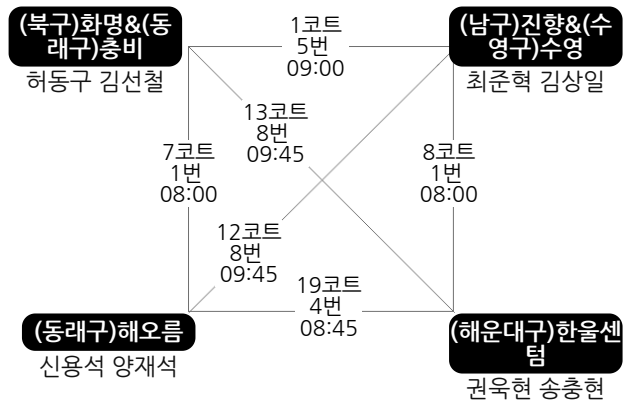 (북구)화명&(동
래구)충비
허동구 김선철
1코트
5번
09:00
(남구)진향&(수
영구)수영
최준혁 김상일
13코트
8번
09:45
7코트
1번
08:00
8코트
1번
08:00
12코트
8번
09:45
19코트
4번
08:45
(동래구)해오름
신용석 양재석
(해운대구)한울센
텀
권욱현 송충현